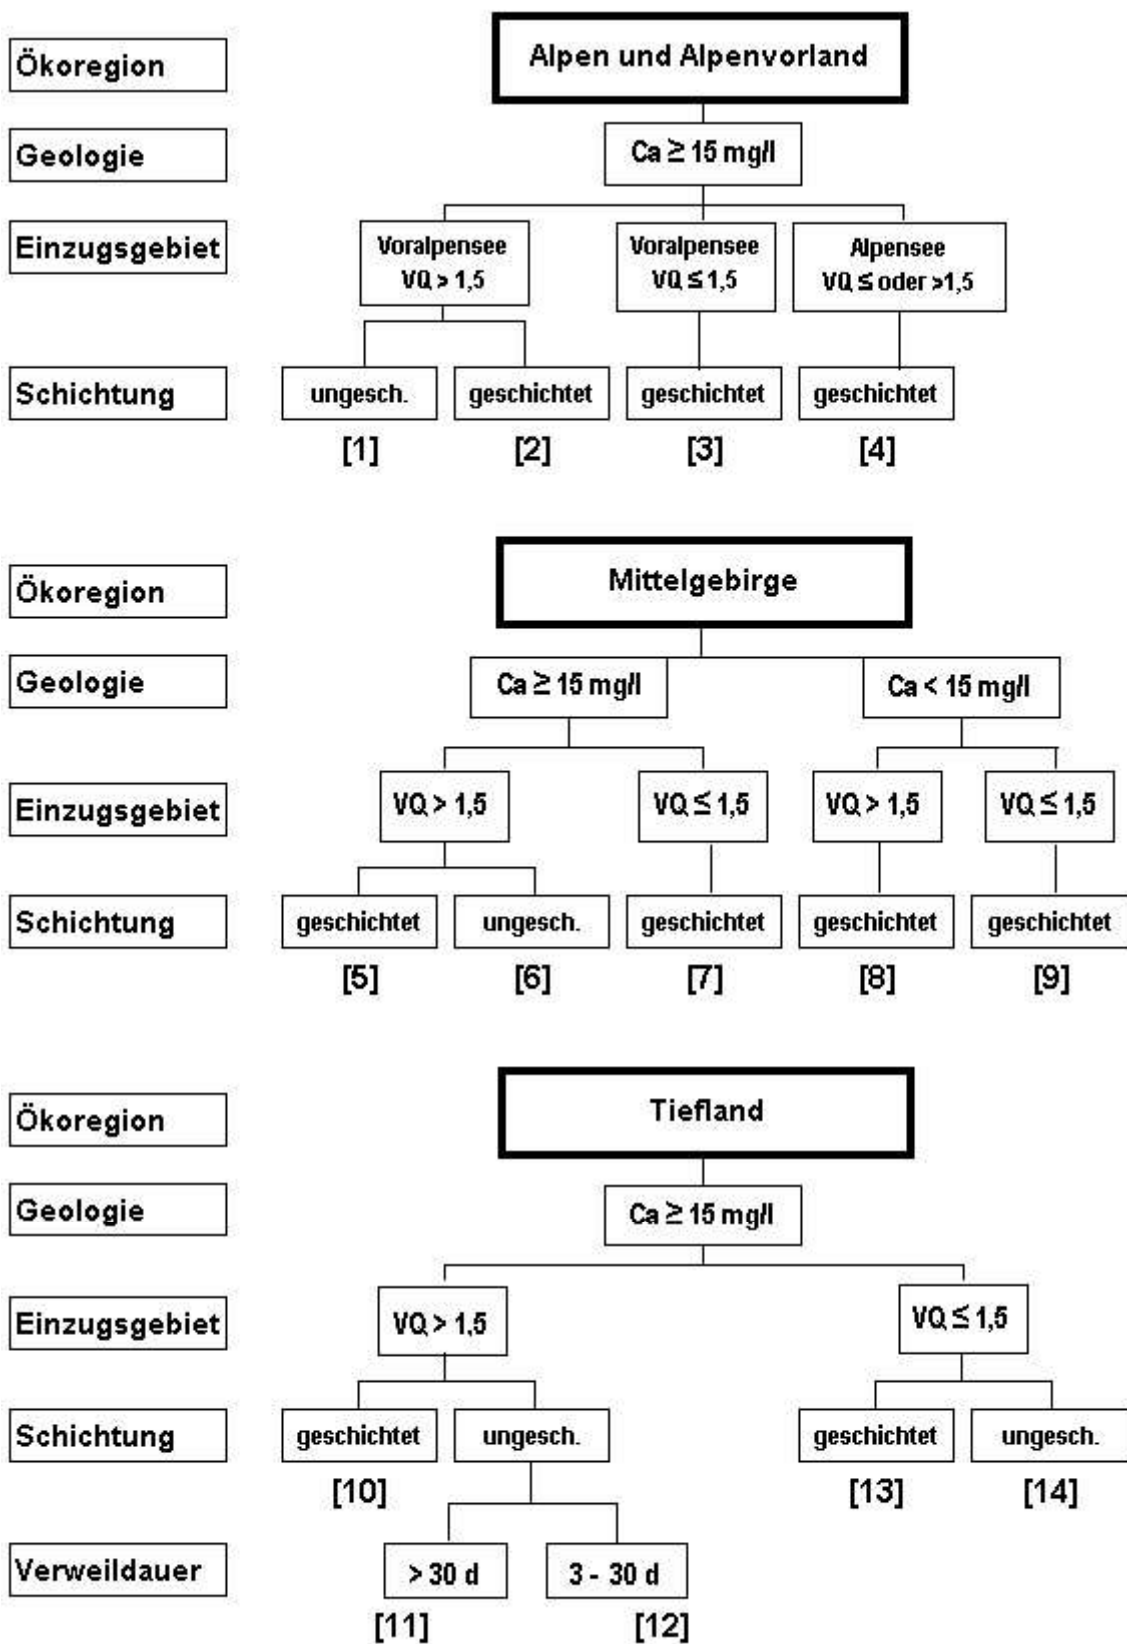 Ökoregion
Alpen und Alpenvorland
Geologie
Ca ≥ 15 mg/l
Einzugsgebiet
Voralpensee
VQ > 1,5
Voralpensee
VQ ≤ 1,5
Alpensee
VQ ≤ oder >1,5
Schichtung
ungesch.
geschichtet
geschichtet
geschichtet
[1]
[2]
[3]
[4]
Ökoregion
Mittelgebirge
Geologie
Ca ≥ 15 mg/l
Ca < 15 mg/l
Einzugsgebiet
VQ > 1,5
VQ ≤ 1,5
VQ > 1,5
VQ ≤ 1,5
Schichtung
geschichtet
ungesch.
geschichtet
geschichtet
geschichtet
[5]
[6]
[7]
[8]
[9]
Ökoregion
Tiefland
Geologie
Ca ≥ 15 mg/l
Einzugsgebiet
VQ > 1,5
VQ ≤ 1,5
Schichtung
geschichtet
ungesch.
geschichtet
ungesch.
[10]
[13]
[14]
Verweildauer
> 30 d
3 - 30 d
[11]
[12]